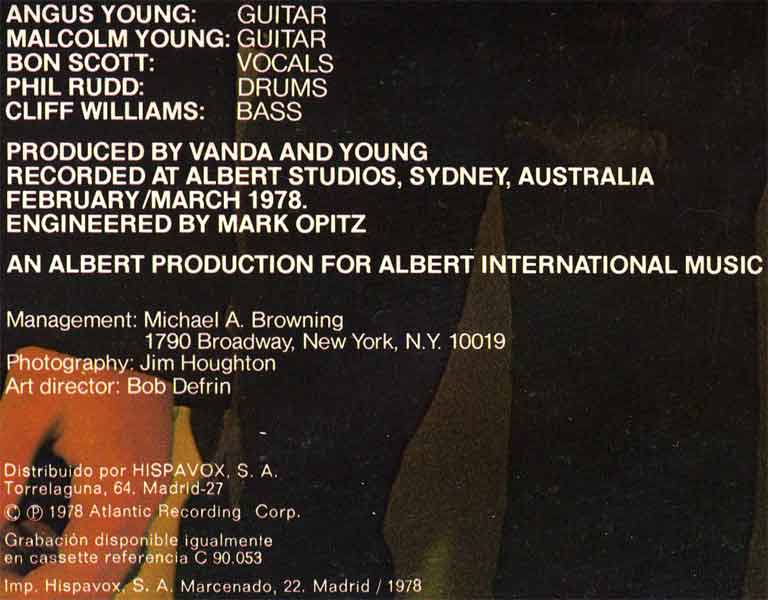 ANGUS YOUNG: GUITAR
MALCOLM YOUNG: GUITAR
BON SCOTT: VOCALS
PHIL RUDD: DRUMS
CLIFF WILLIAMS: BASS
PRODUCED BY VANDA AND YOUNG
RECORDED AT ALBERT STUDIOS, SYDNEY, AUSTRALIA
FEBRUARY/MARCH 1978.
ENGINEERED BY MARK OPITZ
AN ALBERT PRODUCTION FOR ALBERT INTERNATIONAL MUSIC
Management: Michael A. Browning
1790 Broadway, New York, N.Y. 10019
Photography: Jim Houghton
Art director: Bob Defrin
Distribuido por HISPAVOX, S. A.
Torrelaguna, 64. Madrid-27
© ℗ 1978 Atlantic Recording Corp.
Grabación disponible igualmente
en cassette referencia C 90.053
Imp. Hispavox, S. A. Marcenado, 22. Madrid / 1978